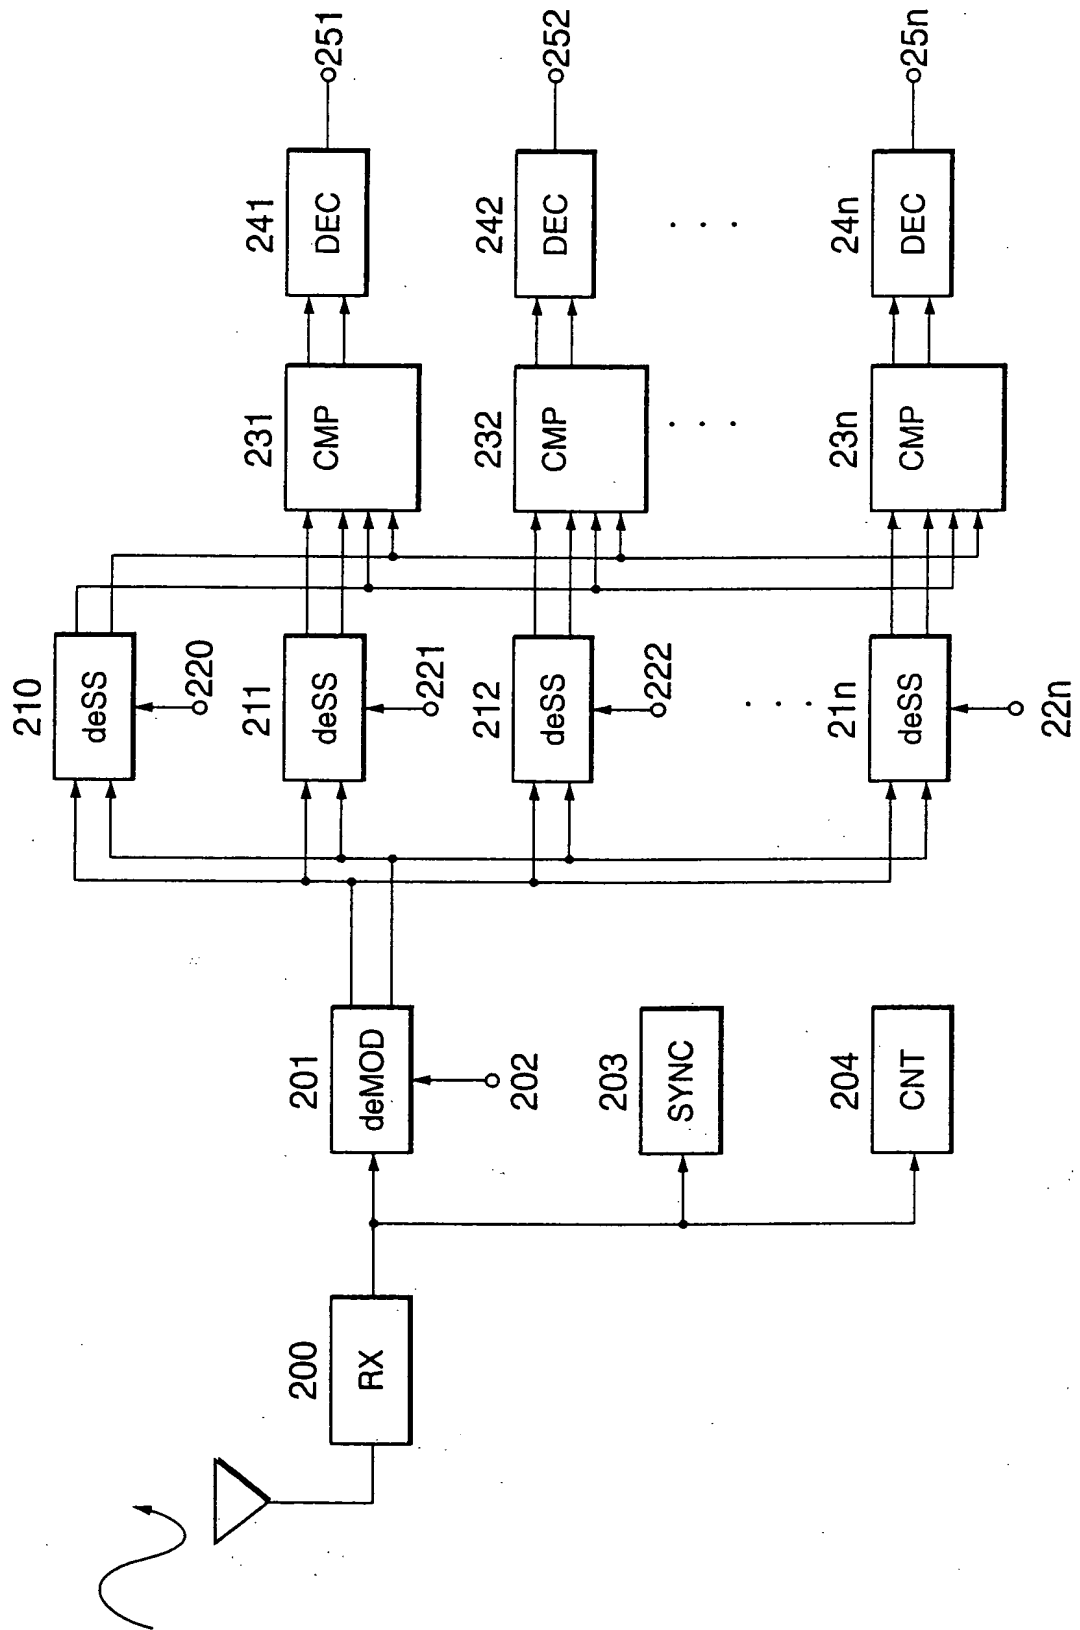 200
RX
201
deMOD
202
203
SYNC
204
CNT
210
deSS
220
211
deSS
221
212
deSS
222
. . .
21n
deSS
22n
231
CMP
232
CMP
. . .
23n
CMP
241
DEC
242
DEC
. . .
24n
DEC
251
252
25n